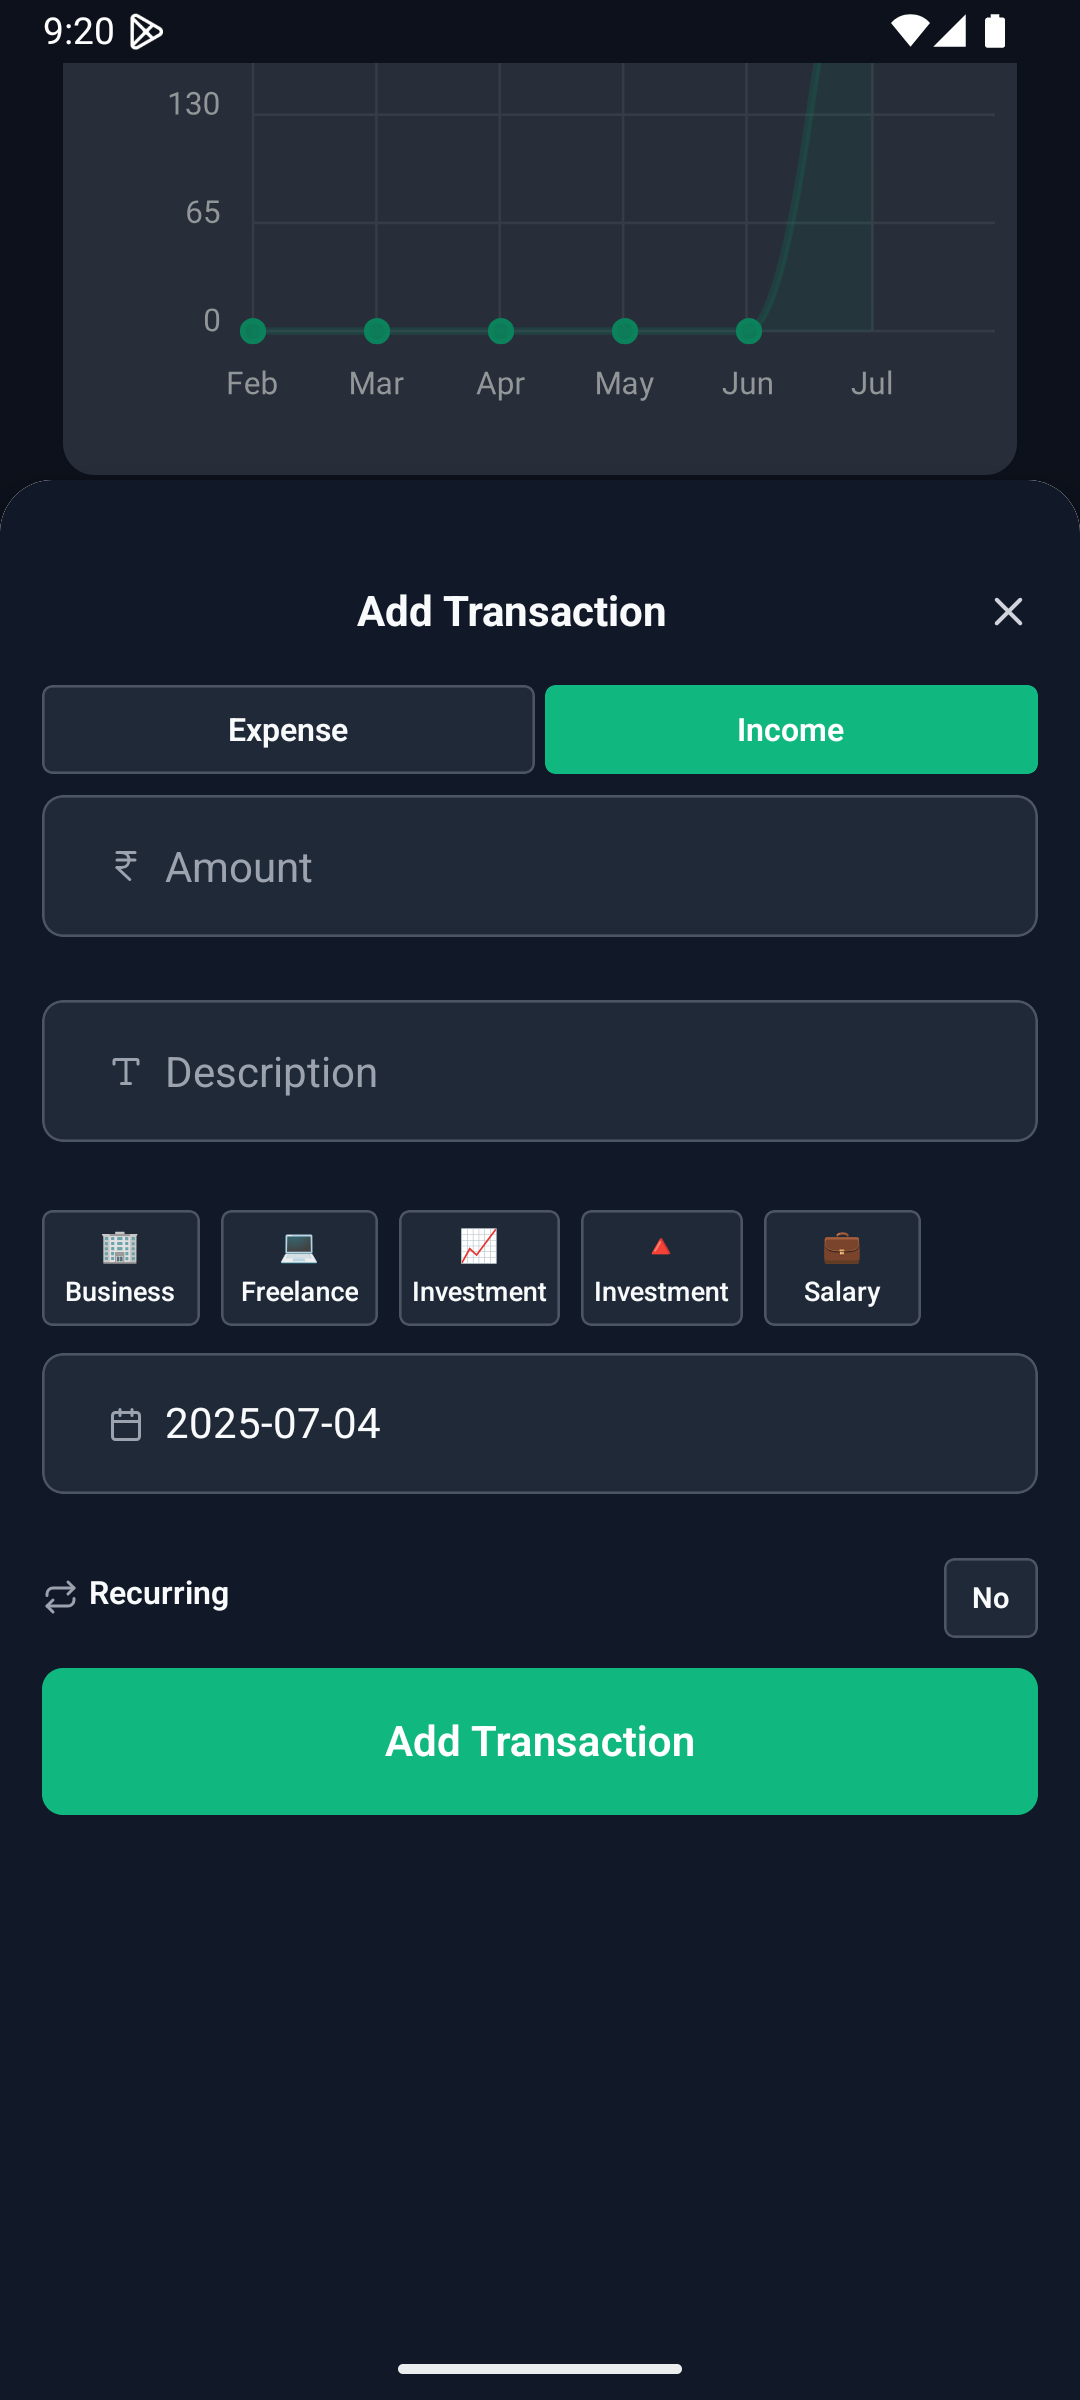 9:20
130
65
0
Feb Mar Apr May Jun Jul
Add Transaction
Expense Income
₹ Amount
Description
Business Freelance Investment Investment Salary
2025-07-04
Recurring No
Add Transaction